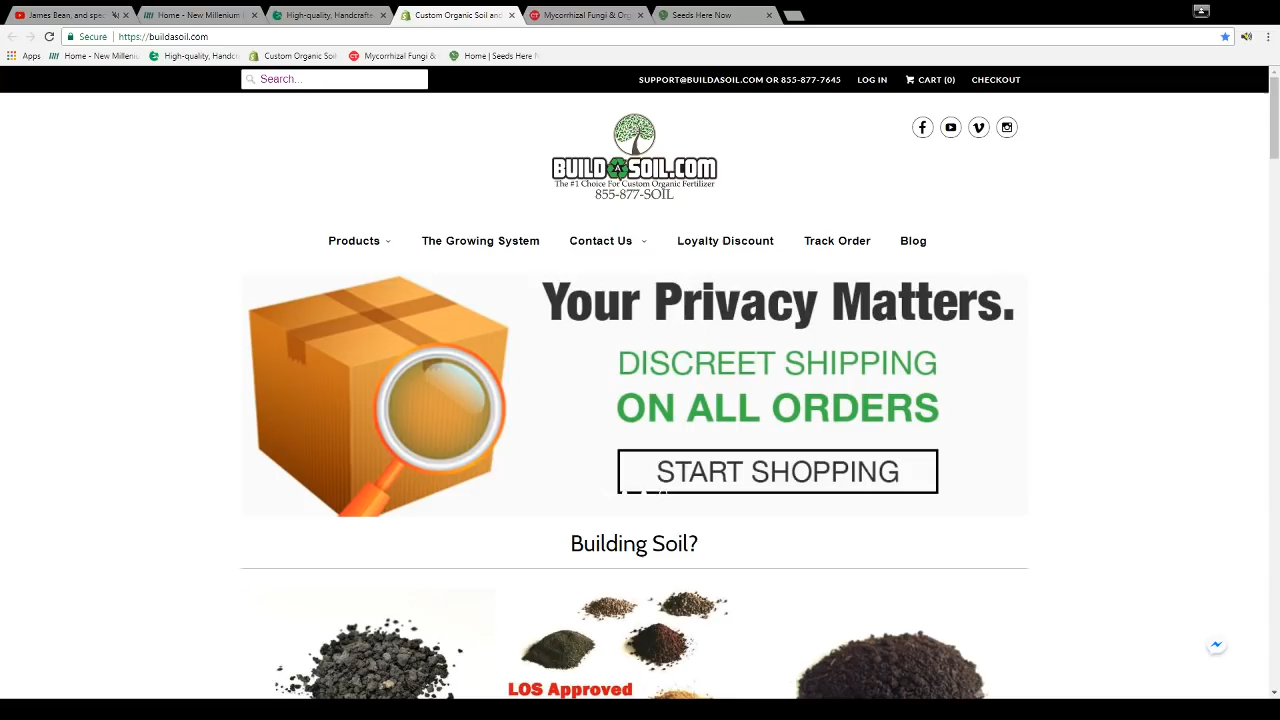 James Bean, and spec
Home - New Millenium
High-quality, Handcrafte
Custom Organic Soil and
Mycorrhizal Fungi & Or
Seeds Here Now
Secure
https://buildasoil.com
Apps
Home - New Milleniu
High-quality, Handcr
Custom Organic Soil
Mycorrhizal Fungi &
Home | Seeds Here N
Search...
SUPPORT@BUILDASOIL.COM OR 855-877-7645
LOG IN
CART (0)
CHECKOUT
BUILD A SOIL.COM
The #1 Choice For Custom Organic Fertilizer
855-877-SOIL
Products
The Growing System
Contact Us
Loyalty Discount
Track Order
Blog
Your Privacy Matters.
DISCREET SHIPPING
ON ALL ORDERS
START SHOPPING
Building Soil?
LOS Approved